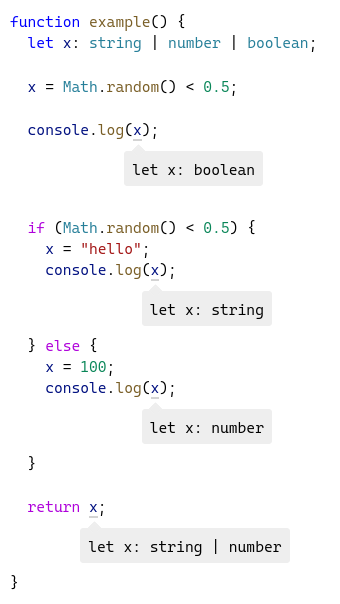 function example() {
  let x: string | number | boolean;

  x = Math.random() < 0.5;

  console.log(x);
let x: boolean

  if (Math.random() < 0.5) {
    x = "hello";
    console.log(x);
let x: string
  } else {
    x = 100;
    console.log(x);
let x: number
  }

  return x;
let x: string | number
}